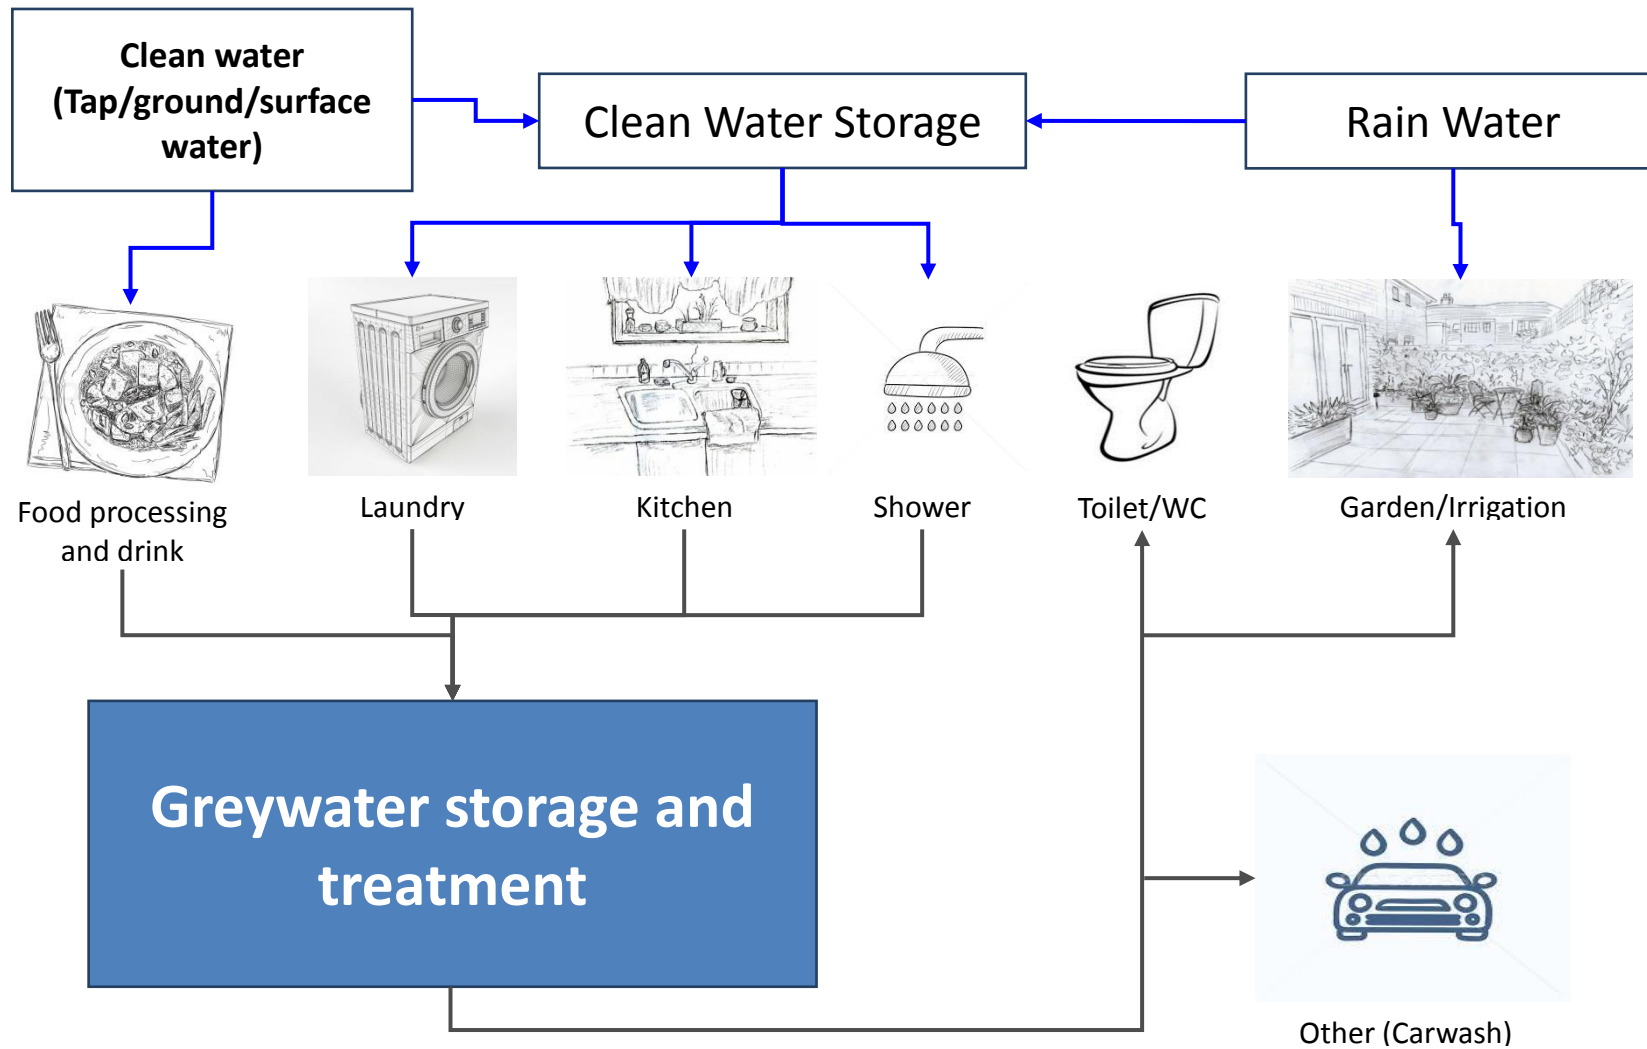 Clean water
(Tap/ground/surface
water)
Clean Water Storage
Rain Water
Food processing
and drink
Laundry
Kitchen
Shower
Toilet/WC
Garden/Irrigation
Greywater storage and
treatment
Other (Carwash)